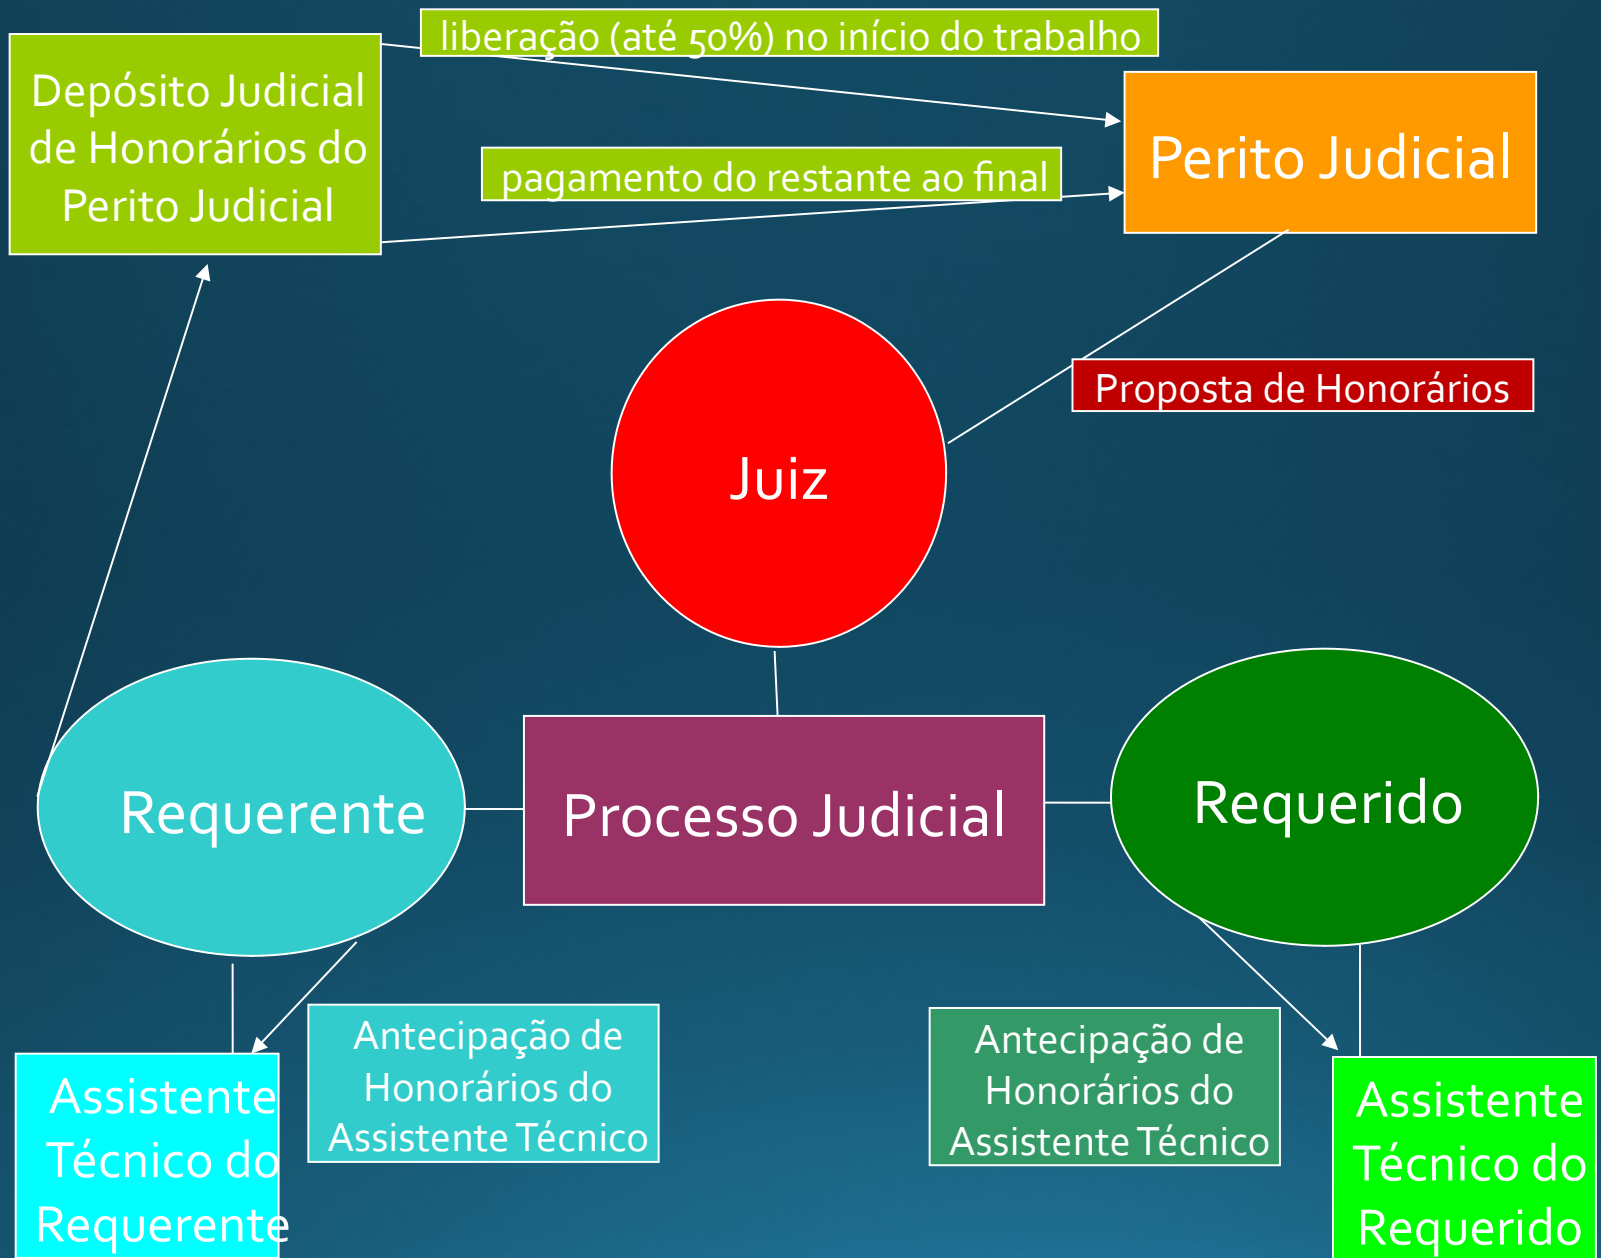 liberação (até 50%) no início do trabalho
Depósito Judicial
de Honorários do
Perito Judicial
Perito Judicial
pagamento do restante ao final
Proposta de Honorários
Juiz
Requerente
Processo Judicial
Requerido
Antecipação de
Honorários do
Assistente Técnico
Antecipação de
Honorários do
Assistente Técnico
Assistente
Técnico do
Requerente
Assistente
Técnico do
Requerido